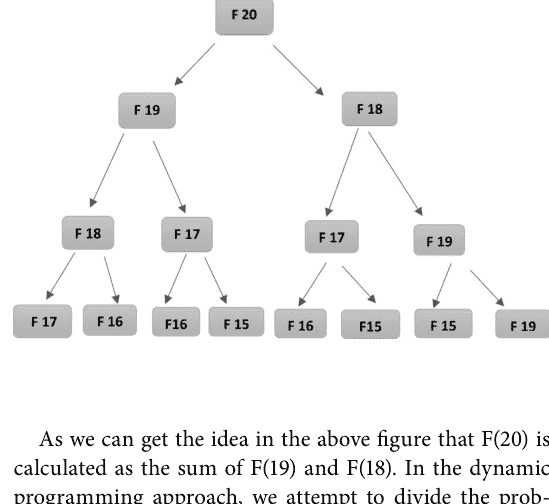 F 20
F 19
F 18
F 18
F 17
F 17
F 19
F 17
F 16
F16
F 15
F 16
F15
F 15
F 19
As we can get the idea in the above figure that F(20) is
calculated as the sum of F(19) and F(18). In the dynamic
programming approach, we attempt to divide the prob-